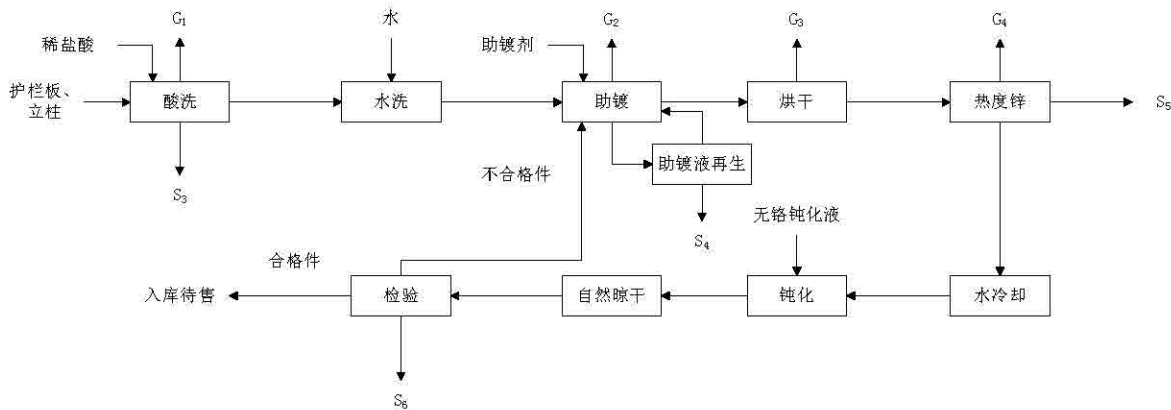 G₁
水
G₂
G₃
G₄
稀盐酸
助镀剂
护栏板、
立柱
酸洗
水洗
助镀
烘干
热度锌
S₅
不合格件
助镀液再生
S₃
无铬钝化液
S₄
合格件
入库待售
检验
自然晾干
钝化
水冷却
S₆